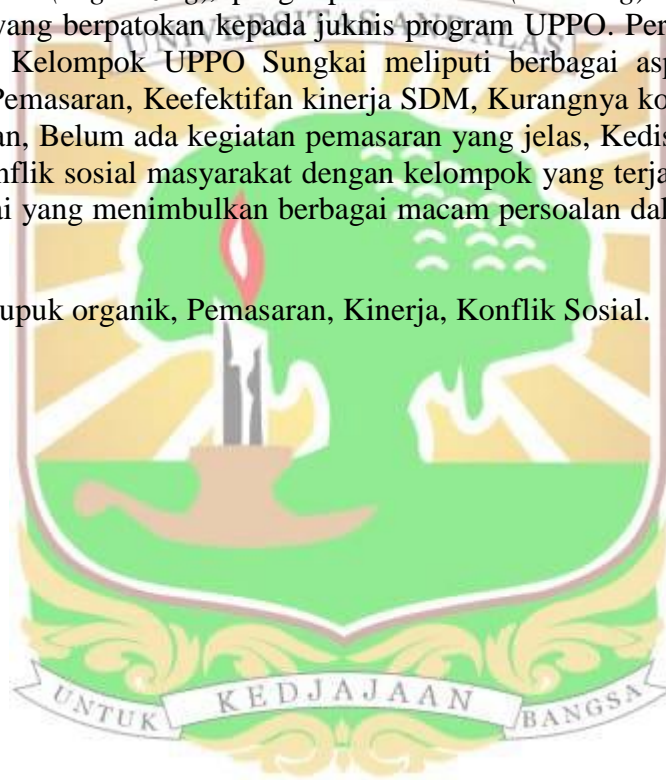 yang berpatokan kepada juknis program UPPO. Per
UNIVERSITAS ANDALAS
Kelompok UPPO Sungkai meliputi berbagai asp
Pemasaran, Keefektifan kinerja SDM, Kurangnya ko
an, Belum ada kegiatan pemasaran yang jelas, Kedis
nflik sosial masyarakat dengan kelompok yang terja
ai yang menimbulkan berbagai macam persoalan dal
upuk organik, Pemasaran, Kinerja, Konflik Sosial.
UNTUK KEDJAJAAN BANGSA